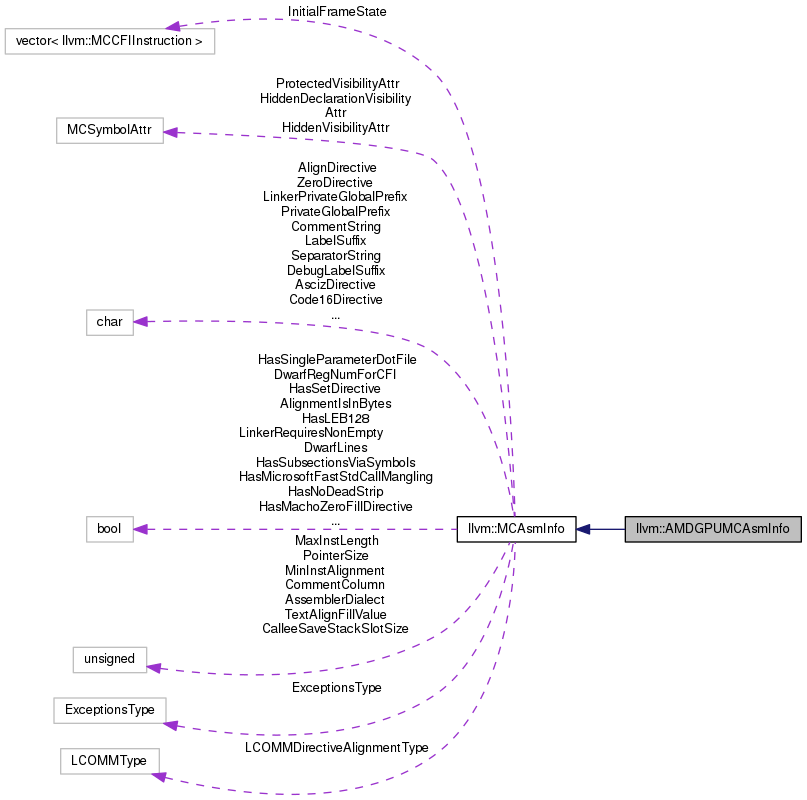 InitialFrameState
vector< llvm::MCCFIInstruction >
ProtectedVisibilityAttr
HiddenDeclarationVisibility
Attr
HiddenVisibilityAttr
MCSymbolAttr
AlignDirective
ZeroDirective
LinkerPrivateGlobalPrefix
PrivateGlobalPrefix
CommentString
LabelSuffix
SeparatorString
DebugLabelSuffix
AscizDirective
Code16Directive
...
char
HasSingleParameterDotFile
DwarfRegNumForCFI
HasSetDirective
AlignmentIsInBytes
HasLEB128
LinkerRequiresNonEmpty
DwarfLines
HasSubsectionsViaSymbols
HasMicrosoftFastStdCallMangling
HasNoDeadStrip
HasMachoZeroFillDirective
...
bool
llvm::MCAsmInfo
llvm::AMDGPUMCAsmInfo
MaxInstLength
PointerSize
MinInstAlignment
CommentColumn
AssemblerDialect
TextAlignFillValue
CalleeSaveStackSlotSize
unsigned
ExceptionsType
ExceptionsType
LCOMMDirectiveAlignmentType
LCOMMType